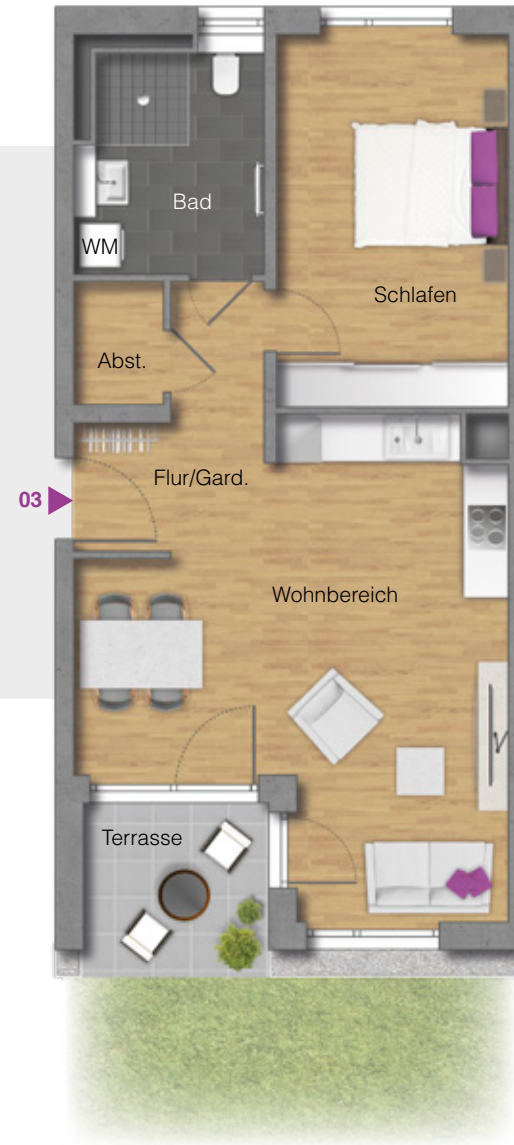 Bad
WM
Schlafen
Abst.
Flur/Gard.
03
Wohnbereich
Terrasse